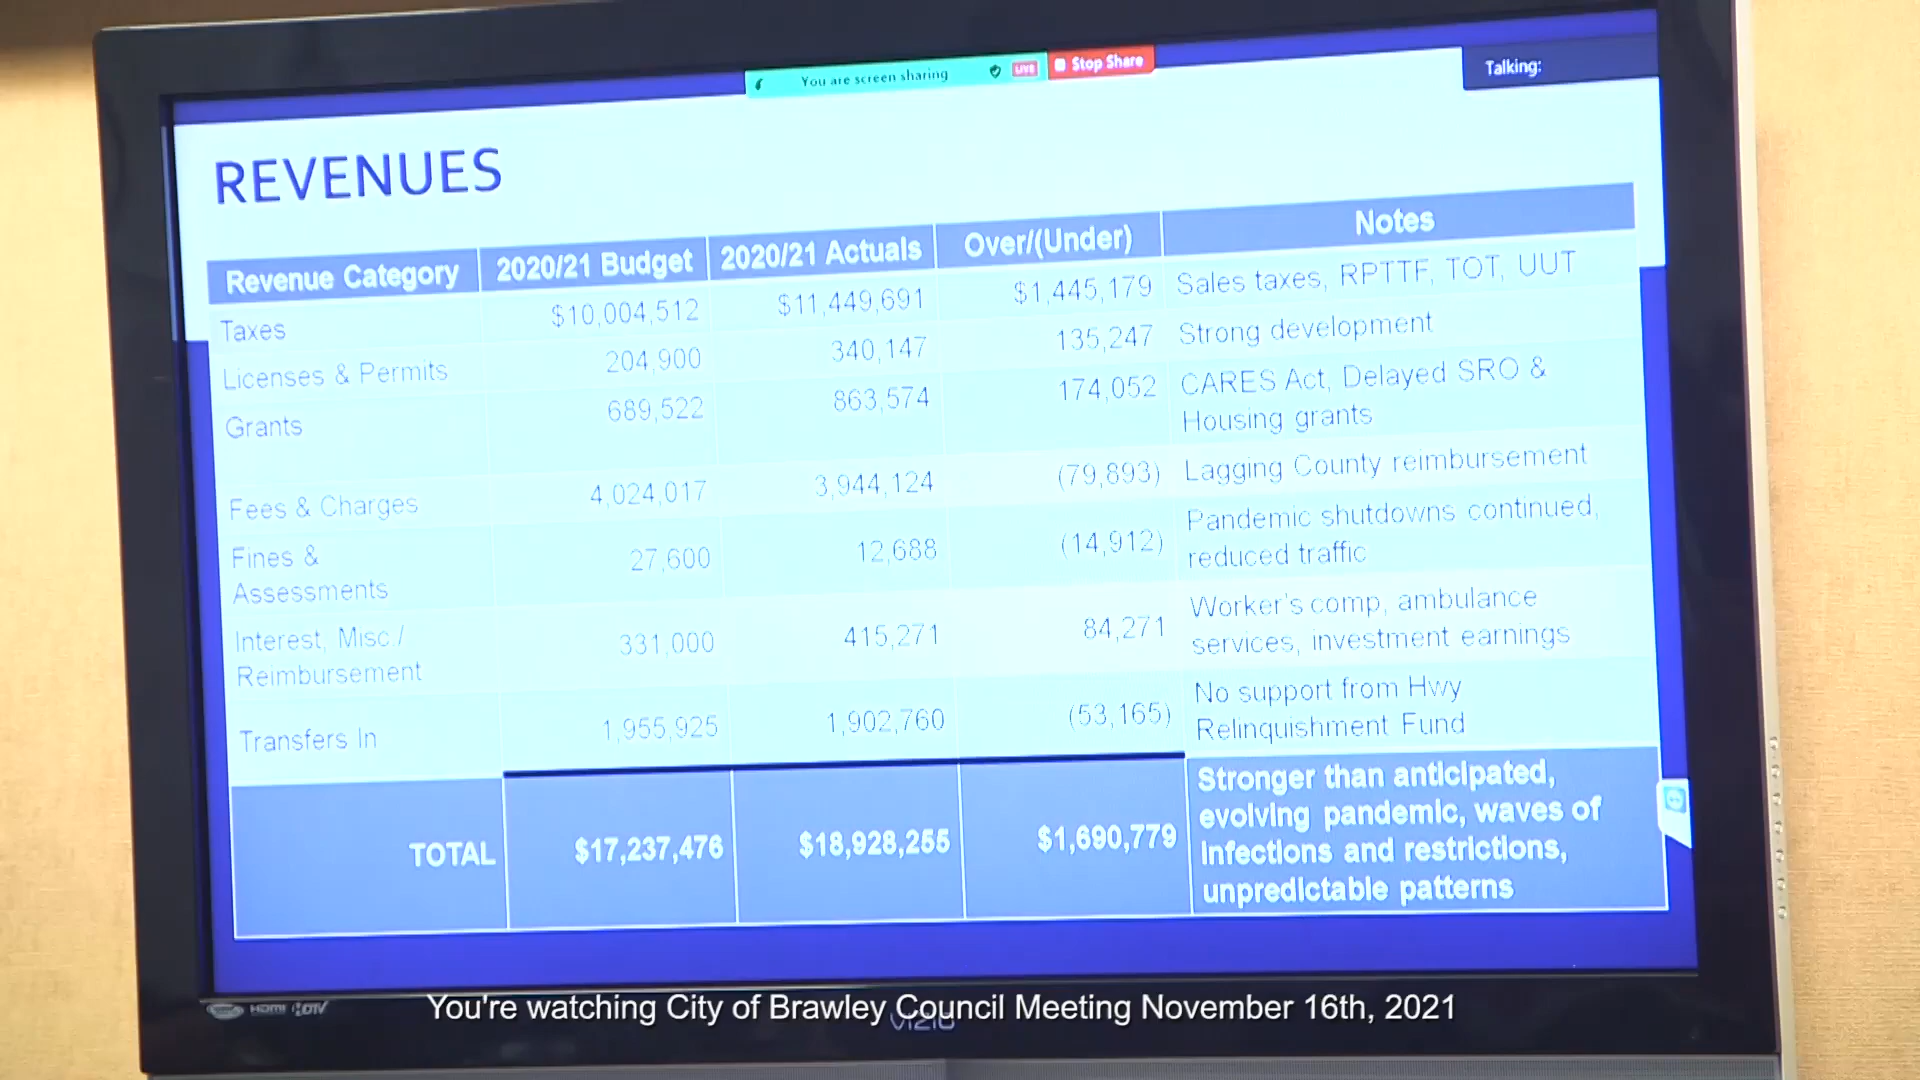 You are screen sharing LIVE Stop Share
Talking:
REVENUES
Revenue Category 2020/21 Budget 2020/21 Actuals Over/(Under) Notes
Taxes $10,004,512 $11,449,691 $1,445,179 Sales taxes, RPTTF, TOT, UUT
Licenses & Permits 204,900 340,147 135,247 Strong development
Grants 689,522 863,574 174,052 CARES Act, Delayed SRO &
Housing grants
Fees & Charges 4,024,017 3,944,124 (79,893) Lagging County reimbursement
Fines & 27,600 12,688 (14,912) Pandemic shutdowns continued,
Assessments reduced traffic
Interest, Misc./ 331,000 415,271 84,271 Worker's comp, ambulance
Reimbursement services, investment earnings
Transfers In 1,955,925 1,902,760 (53,165) No support from Hwy
Relinquishment Fund
TOTAL $17,237,476 $18,928,255 $1,690,779 Stronger than anticipated,
evolving pandemic, waves of
infections and restrictions,
unpredictable patterns
HDMI HDTV
VIZIO
You're watching City of Brawley Council Meeting November 16th, 2021